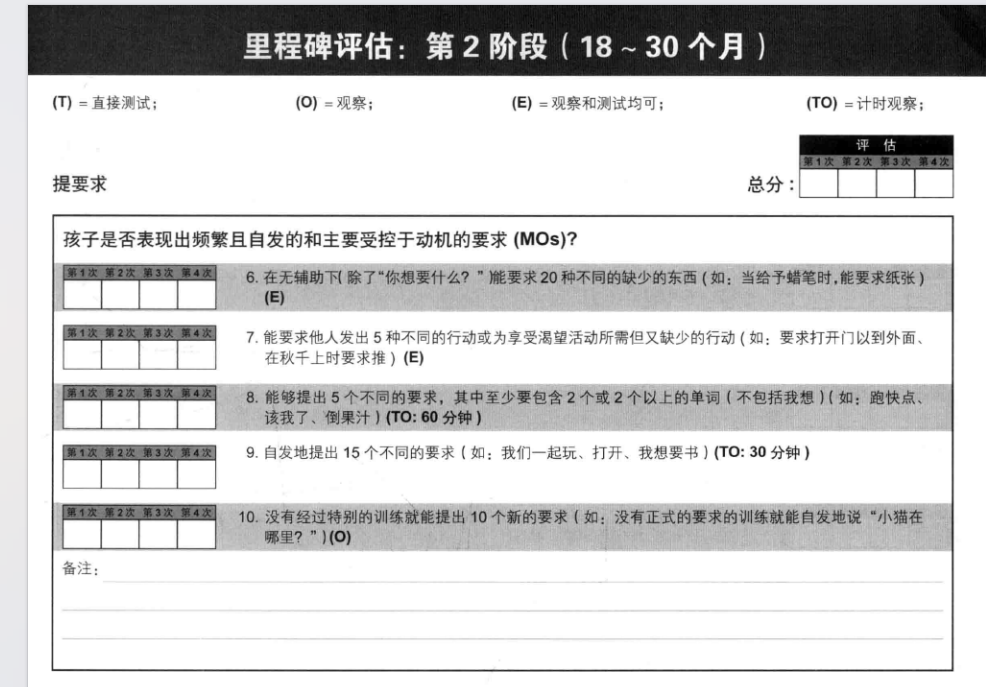 里程碑评估：第 2 阶段（18 ~ 30 个月）
(T) = 直接测试； (O) = 观察； (E) = 观察和测试均可； (TO) = 计时观察；
评 估
第1次 第2次 第3次 第4次
提要求 总分：
孩子是否表现出频繁且自发的和主要受控于动机的要求 (MOs)?
第1次 第2次 第3次 第4次
6. 在无辅助下（除了“你想要什么？”）能要求 20 种不同的缺少的东西（如：当给予蜡笔时，能要求纸张）
(E)
第1次 第2次 第3次 第4次
7. 能要求他人发出 5 种不同的行动或为享受渴望活动所需但又缺少的行动（如：要求打开门以到外面、
在秋千上时要求推）(E)
第1次 第2次 第3次 第4次
8. 能够提出 5 个不同的要求，其中至少要包含 2 个或 2 个以上的单词（不包括我想）（如：跑快点、
该我了、倒果汁）(TO: 60 分钟)
第1次 第2次 第3次 第4次
9. 自发地提出 15 个不同的要求（如：我们一起玩、打开、我想要书）(TO: 30 分钟)
第1次 第2次 第3次 第4次
10. 没有经过特别的训练就能提出 10 个新的要求（如：没有正式的要求的训练就能自发地说“小猫在
哪里？”）(O)
备注：